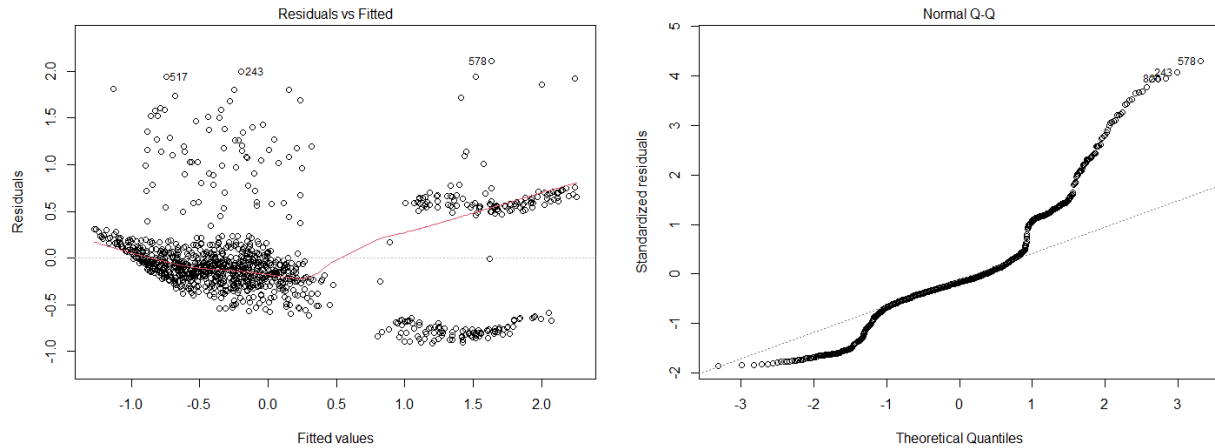 Residuals vs Fitted
Residuals
2.0
1.5
1.0
0.5
0.0
-0.5
-1.0
517
243
578
-1.0 -0.5 0.0 0.5 1.0 1.5 2.0
Fitted values
Normal Q-Q
Standardized residuals
5
4
3
2
1
0
-1
-2
578
243
-3 -2 -1 0 1 2 3
Theoretical Quantiles